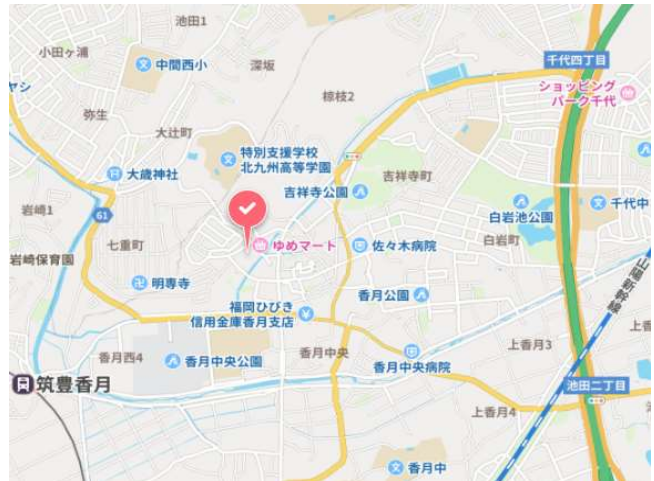 池田1
小田ヶ浦
中間西小
深坂
千代四丁目
ヤシ
ショッピング
パーク千代
椋枝2
弥生
大辻町
特別支援学校
北九州高等学園
大歳神社
吉祥寺町
吉祥寺公園
千代中
岩崎1
61
白岩池公園
七重町
ゆめマート
佐々木病院
白岩町
岩崎保育園
山陽新幹線
明専寺
香月公園
福岡ひびき
信用金庫香月支店
上香
香月西4
香月中央公園
香月中央
上香月3
香月中央病院
筑豊香月
池田二丁目
上香月4
香月中